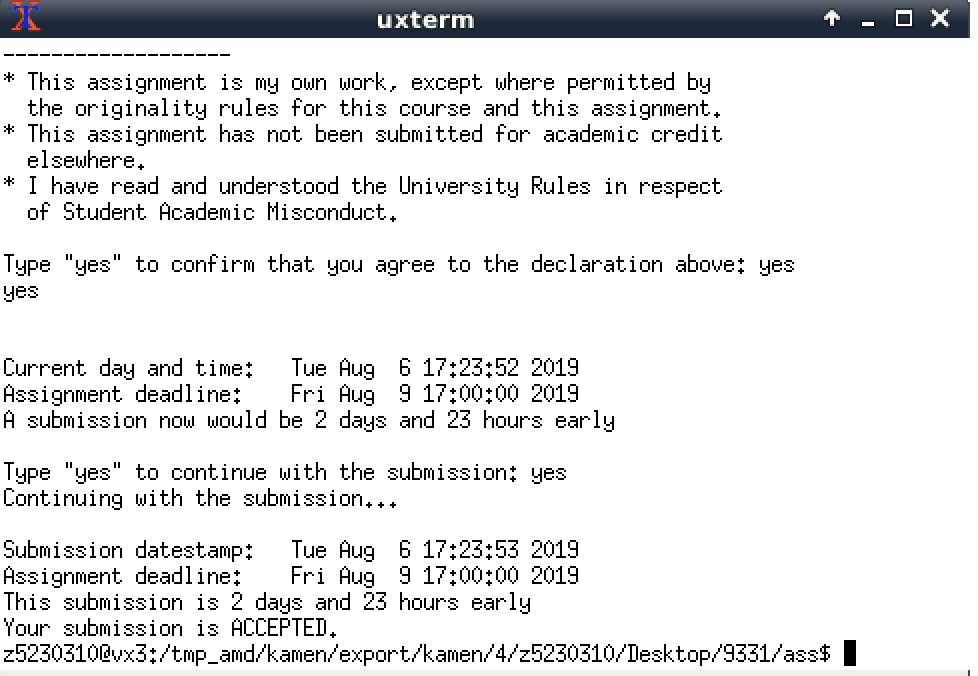 uxterm
-------------------
* This assignment is my own work, except where permitted by
the originality rules for this course and this assignment.
* This assignment has not been submitted for academic credit
elsewhere.
* I have read and understood the University Rules in respect
of Student Academic Misconduct.
Type "yes" to confirm that you agree to the declaration above: yes
yes
Current day and time:   Tue Aug  6 17:23:52 2019
Assignment deadline:    Fri Aug  9 17:00:00 2019
A submission now would be 2 days and 23 hours early
Type "yes" to continue with the submission: yes
Continuing with the submission...
Submission datestamp:   Tue Aug  6 17:23:53 2019
Assignment deadline:    Fri Aug  9 17:00:00 2019
This submission is 2 days and 23 hours early
Your submission is ACCEPTED.
z5230310@vx3:/tmp_amd/kamen/export/kamen/4/z5230310/Desktop/9331/ass$